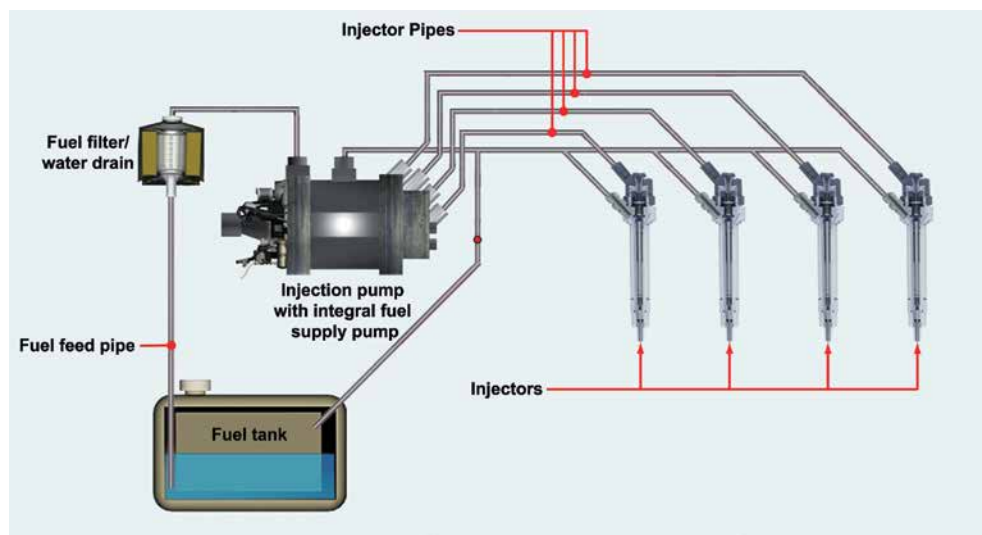 Injector Pipes
Fuel filter/
water drain
Injection pump
with integral fuel
supply pump
Fuel feed pipe
Injectors
Fuel tank